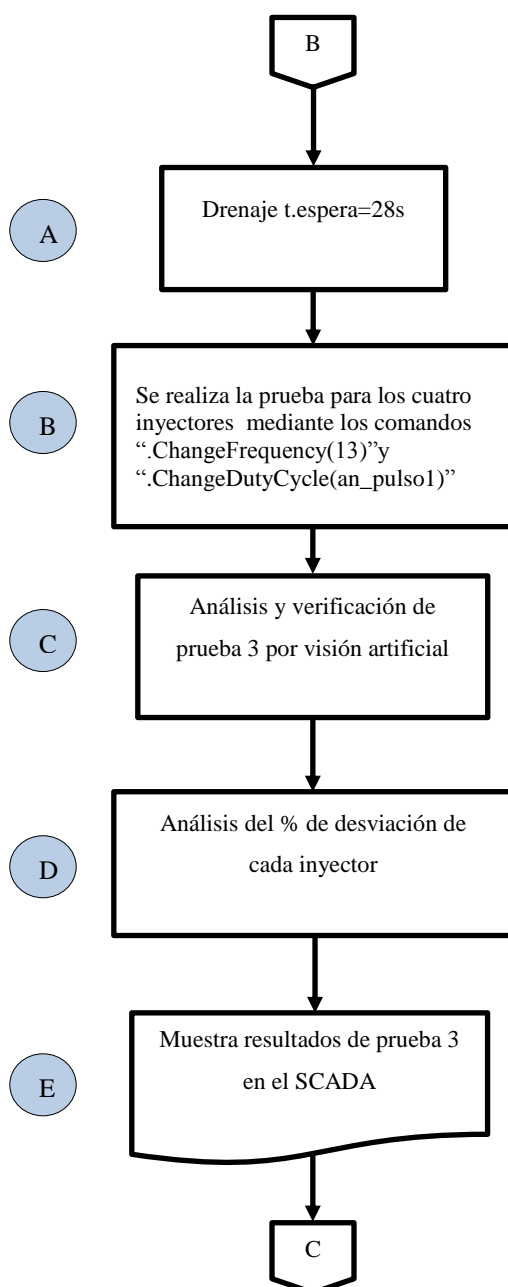 B
A
Drenaje t.espera=28s
B
Se realiza la prueba para los cuatro
inyectores mediante los comandos
“.ChangeFrequency(13)”y
“.ChangeDutyCycle(an_pulso1)”
C
Análisis y verificación de
prueba 3 por visión artificial
D
Análisis del % de desviación de
cada inyector
E
Muestra resultados de prueba 3
en el SCADA
C